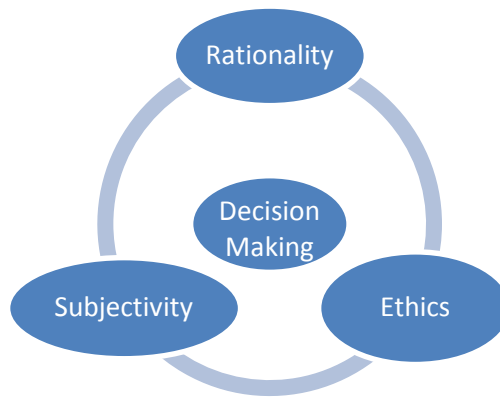 Rationality
Decision
Making
Subjectivity
Ethics